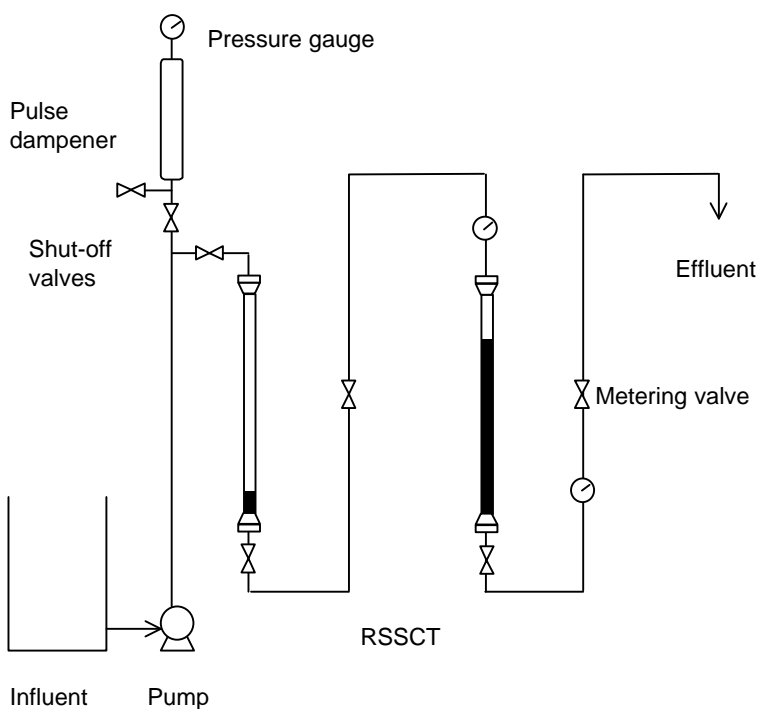 Pressure gauge
Pulse
dampener
Shut-off
valves
Effluent
Metering valve
RSSCT
Influent
Pump